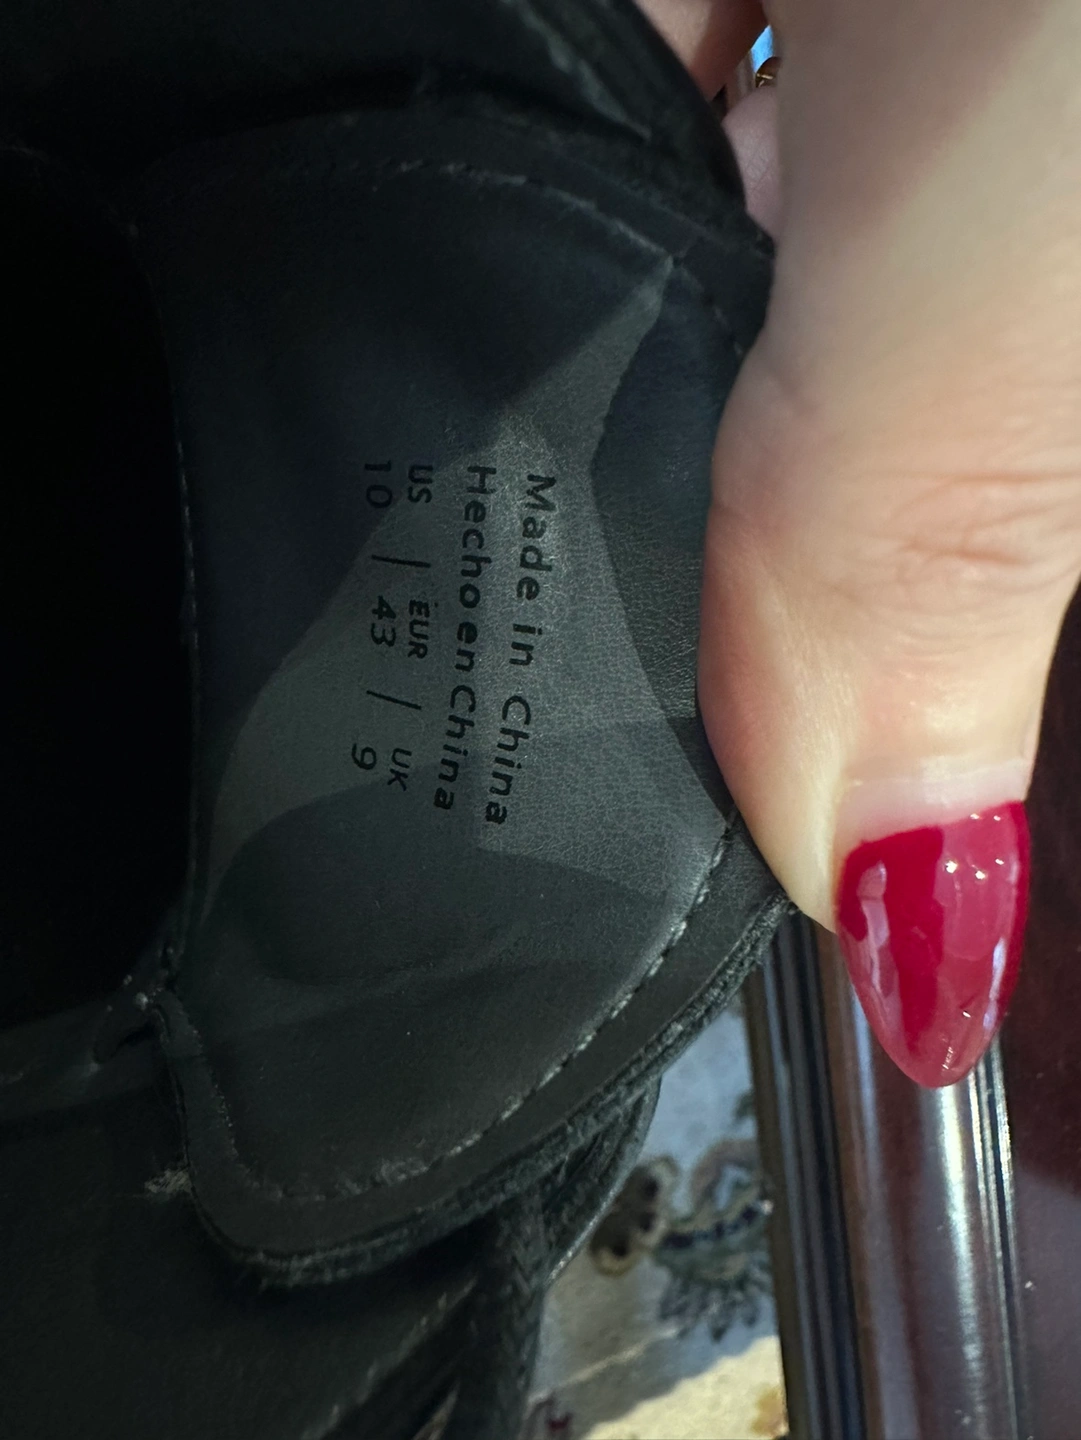 Made in China
Hecho en China
US | EUR | UK
10 | 43 | 9